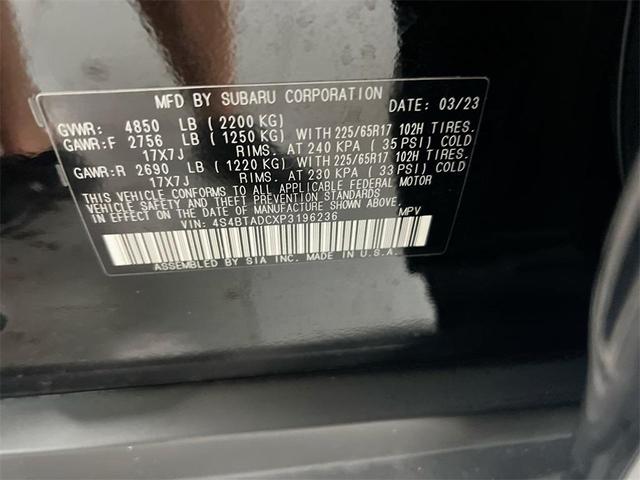 MFD BY SUBARU CORPORATION DATE: 03/23
GVWR: 4850 LB (2200 KG)
GAWR:F 2756 LB (1250 KG) WITH 225/65R17 102H TIRES.
17X7J RIMS. AT 240 KPA (35 PSI) COLD
GAWR:R 2690 LB (1220 KG) WITH 225/65R17 102H TIRES.
17X7J RIMS. AT 230 KPA (33 PSI) COLD
THIS VEHICLE CONFORMS TO ALL APPLICABLE FEDERAL MOTOR
VEHICLE SAFETY AND THEFT PREVENTION STANDARDS
IN EFFECT ON THE DATE OF MANUFACTURE SHOWN ABOVE.
VIN: 4S4BTADCXP3196236 MPV
ASSEMBLED BY SIA INC. MADE IN U.S.A.